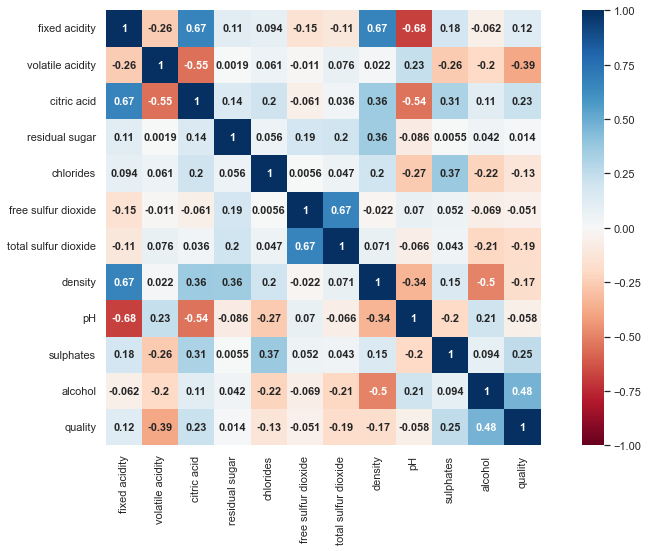 fixed acidity 1 -0.26 0.67 0.11 0.094 -0.15 -0.11 0.67 -0.68 0.18 -0.062 0.12
volatile acidity -0.26 1 -0.55 0.0019 0.061 -0.011 0.076 0.022 0.23 -0.26 -0.2 -0.39
citric acid 0.67 -0.55 1 0.14 0.2 -0.061 0.036 0.36 -0.54 0.31 0.11 0.23
residual sugar 0.11 0.0019 0.14 1 0.056 0.19 0.2 0.36 -0.086 0.0055 0.042 0.014
chlorides 0.094 0.061 0.2 0.056 1 0.0056 0.047 0.2 -0.27 0.37 -0.22 -0.13
free sulfur dioxide -0.15 -0.011 -0.061 0.19 0.0056 1 0.67 -0.022 0.07 0.052 -0.069 -0.051
total sulfur dioxide -0.11 0.076 0.036 0.2 0.047 0.67 1 0.071 -0.066 0.043 -0.21 -0.19
density 0.67 0.022 0.36 0.36 0.2 -0.022 0.071 1 -0.34 0.15 -0.5 -0.17
pH -0.68 0.23 -0.54 -0.086 -0.27 0.07 -0.066 -0.34 1 -0.2 0.21 -0.058
sulphates 0.18 -0.26 0.31 0.0055 0.37 0.052 0.043 0.15 -0.2 1 0.094 0.25
alcohol -0.062 -0.2 0.11 0.042 -0.22 -0.069 -0.21 -0.5 0.21 0.094 1 0.48
quality 0.12 -0.39 0.23 0.014 -0.13 -0.051 -0.19 -0.17 -0.058 0.25 0.48 1
fixed acidity
volatile acidity
citric acid
residual sugar
chlorides
free sulfur dioxide
total sulfur dioxide
density
pH
sulphates
alcohol
quality
1.00
0.75
0.50
0.25
0.00
−0.25
−0.50
−0.75
−1.00